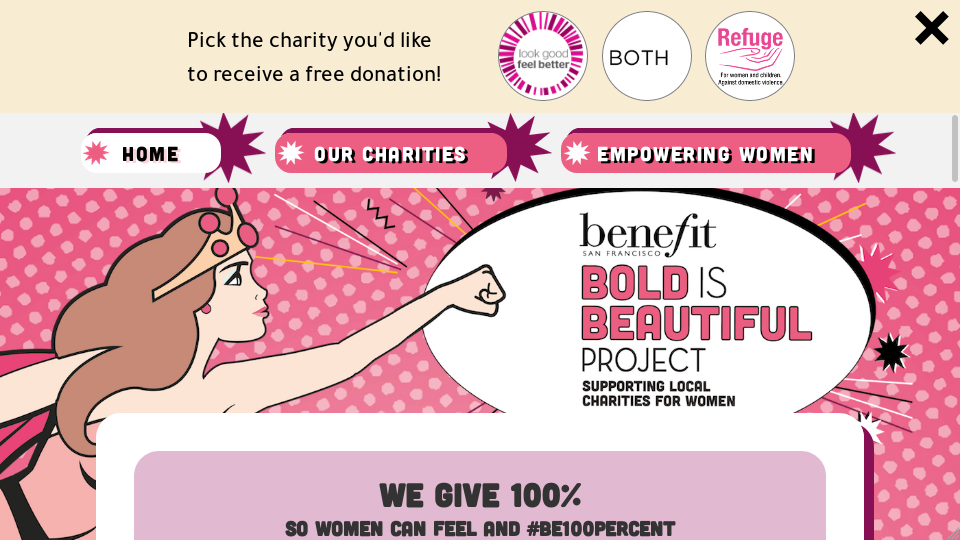 Pick the charity you'd like
to receive a free donation!
look good
feel better
BOTH
Refuge
For women and children.
Against domestic violence.
HOME
OUR CHARITIES
EMPOWERING WOMEN
benefit
SAN FRANCISCO
BOLD IS
BEAUTIFUL
PROJECT
SUPPORTING LOCAL
CHARITIES FOR WOMEN
WE GIVE 100%
SO WOMEN CAN FEEL AND #BE100PERCENT